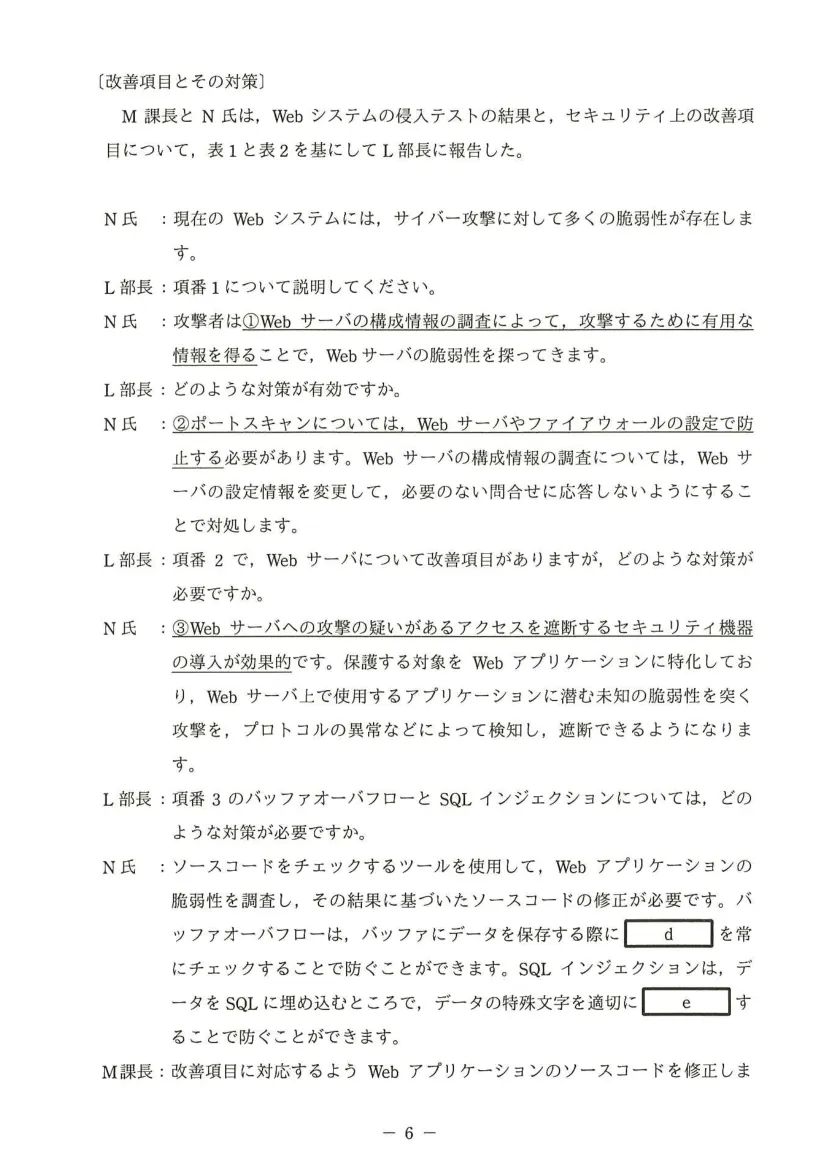 〔改善項目とその対策〕
M 課長と N 氏は，Web システムの侵入テストの結果と，セキュリティ上の改善項
目について，表1と表2を基にしてL部長に報告した。
N氏　：現在の Web システムには，サイバー攻撃に対して多くの脆弱性が存在しま
す。
L部長：項番1について説明してください。
N氏　：攻撃者は①Web サーバの構成情報の調査によって，攻撃するために有用な
情報を得ることで，Webサーバの脆弱性を探ってきます。
L部長：どのような対策が有効ですか。
N氏　：②ポートスキャンについては，Web サーバやファイアウォールの設定で防
止する必要があります。Web サーバの構成情報の調査については，Web サ
ーバの設定情報を変更して，必要のない問合せに応答しないようにするこ
とで対処します。
L部長：項番 2 で，Web サーバについて改善項目がありますが，どのような対策が
必要ですか。
N氏　：③Web サーバへの攻撃の疑いがあるアクセスを遮断するセキュリティ機器
の導入が効果的です。保護する対象を Web アプリケーションに特化してお
り，Web サーバ上で使用するアプリケーションに潜む未知の脆弱性を突く
攻撃を，プロトコルの異常などによって検知し，遮断できるようになりま
す。
L部長：項番 3 のバッファオーバフローと SQL インジェクションについては，どの
ような対策が必要ですか。
N氏　：ソースコードをチェックするツールを使用して，Web アプリケーションの
脆弱性を調査し，その結果に基づいたソースコードの修正が必要です。バ
ッファオーバフローは，バッファにデータを保存する際に d を常
にチェックすることで防ぐことができます。SQL インジェクションは，デ
ータをSQLに埋め込むところで，データの特殊文字を適切に e す
ることで防ぐことができます。
M課長：改善項目に対応するよう Web アプリケーションのソースコードを修正しま
－ 6 －